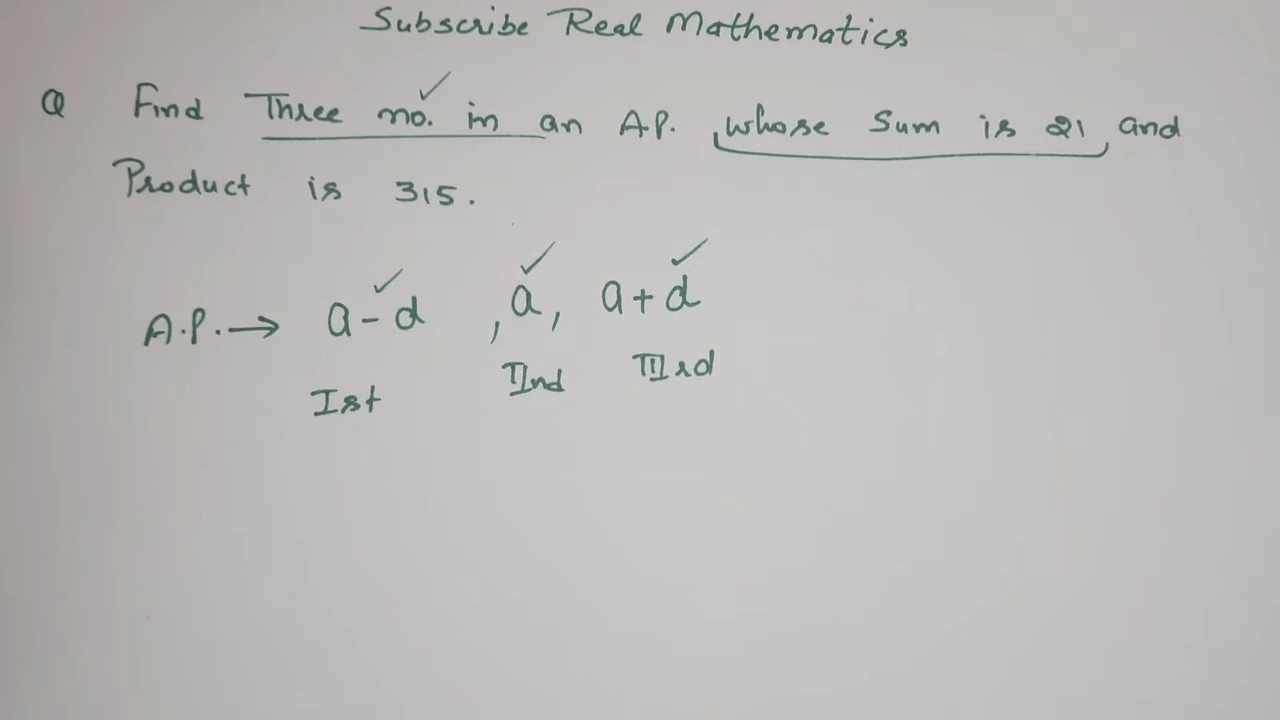 Subscribe Real Mathematics
Q Find Three no. in an A.P. whose Sum is 21 and
Product is 315.
A.P. → a - d , a , a + d
Ist IInd IIIrd